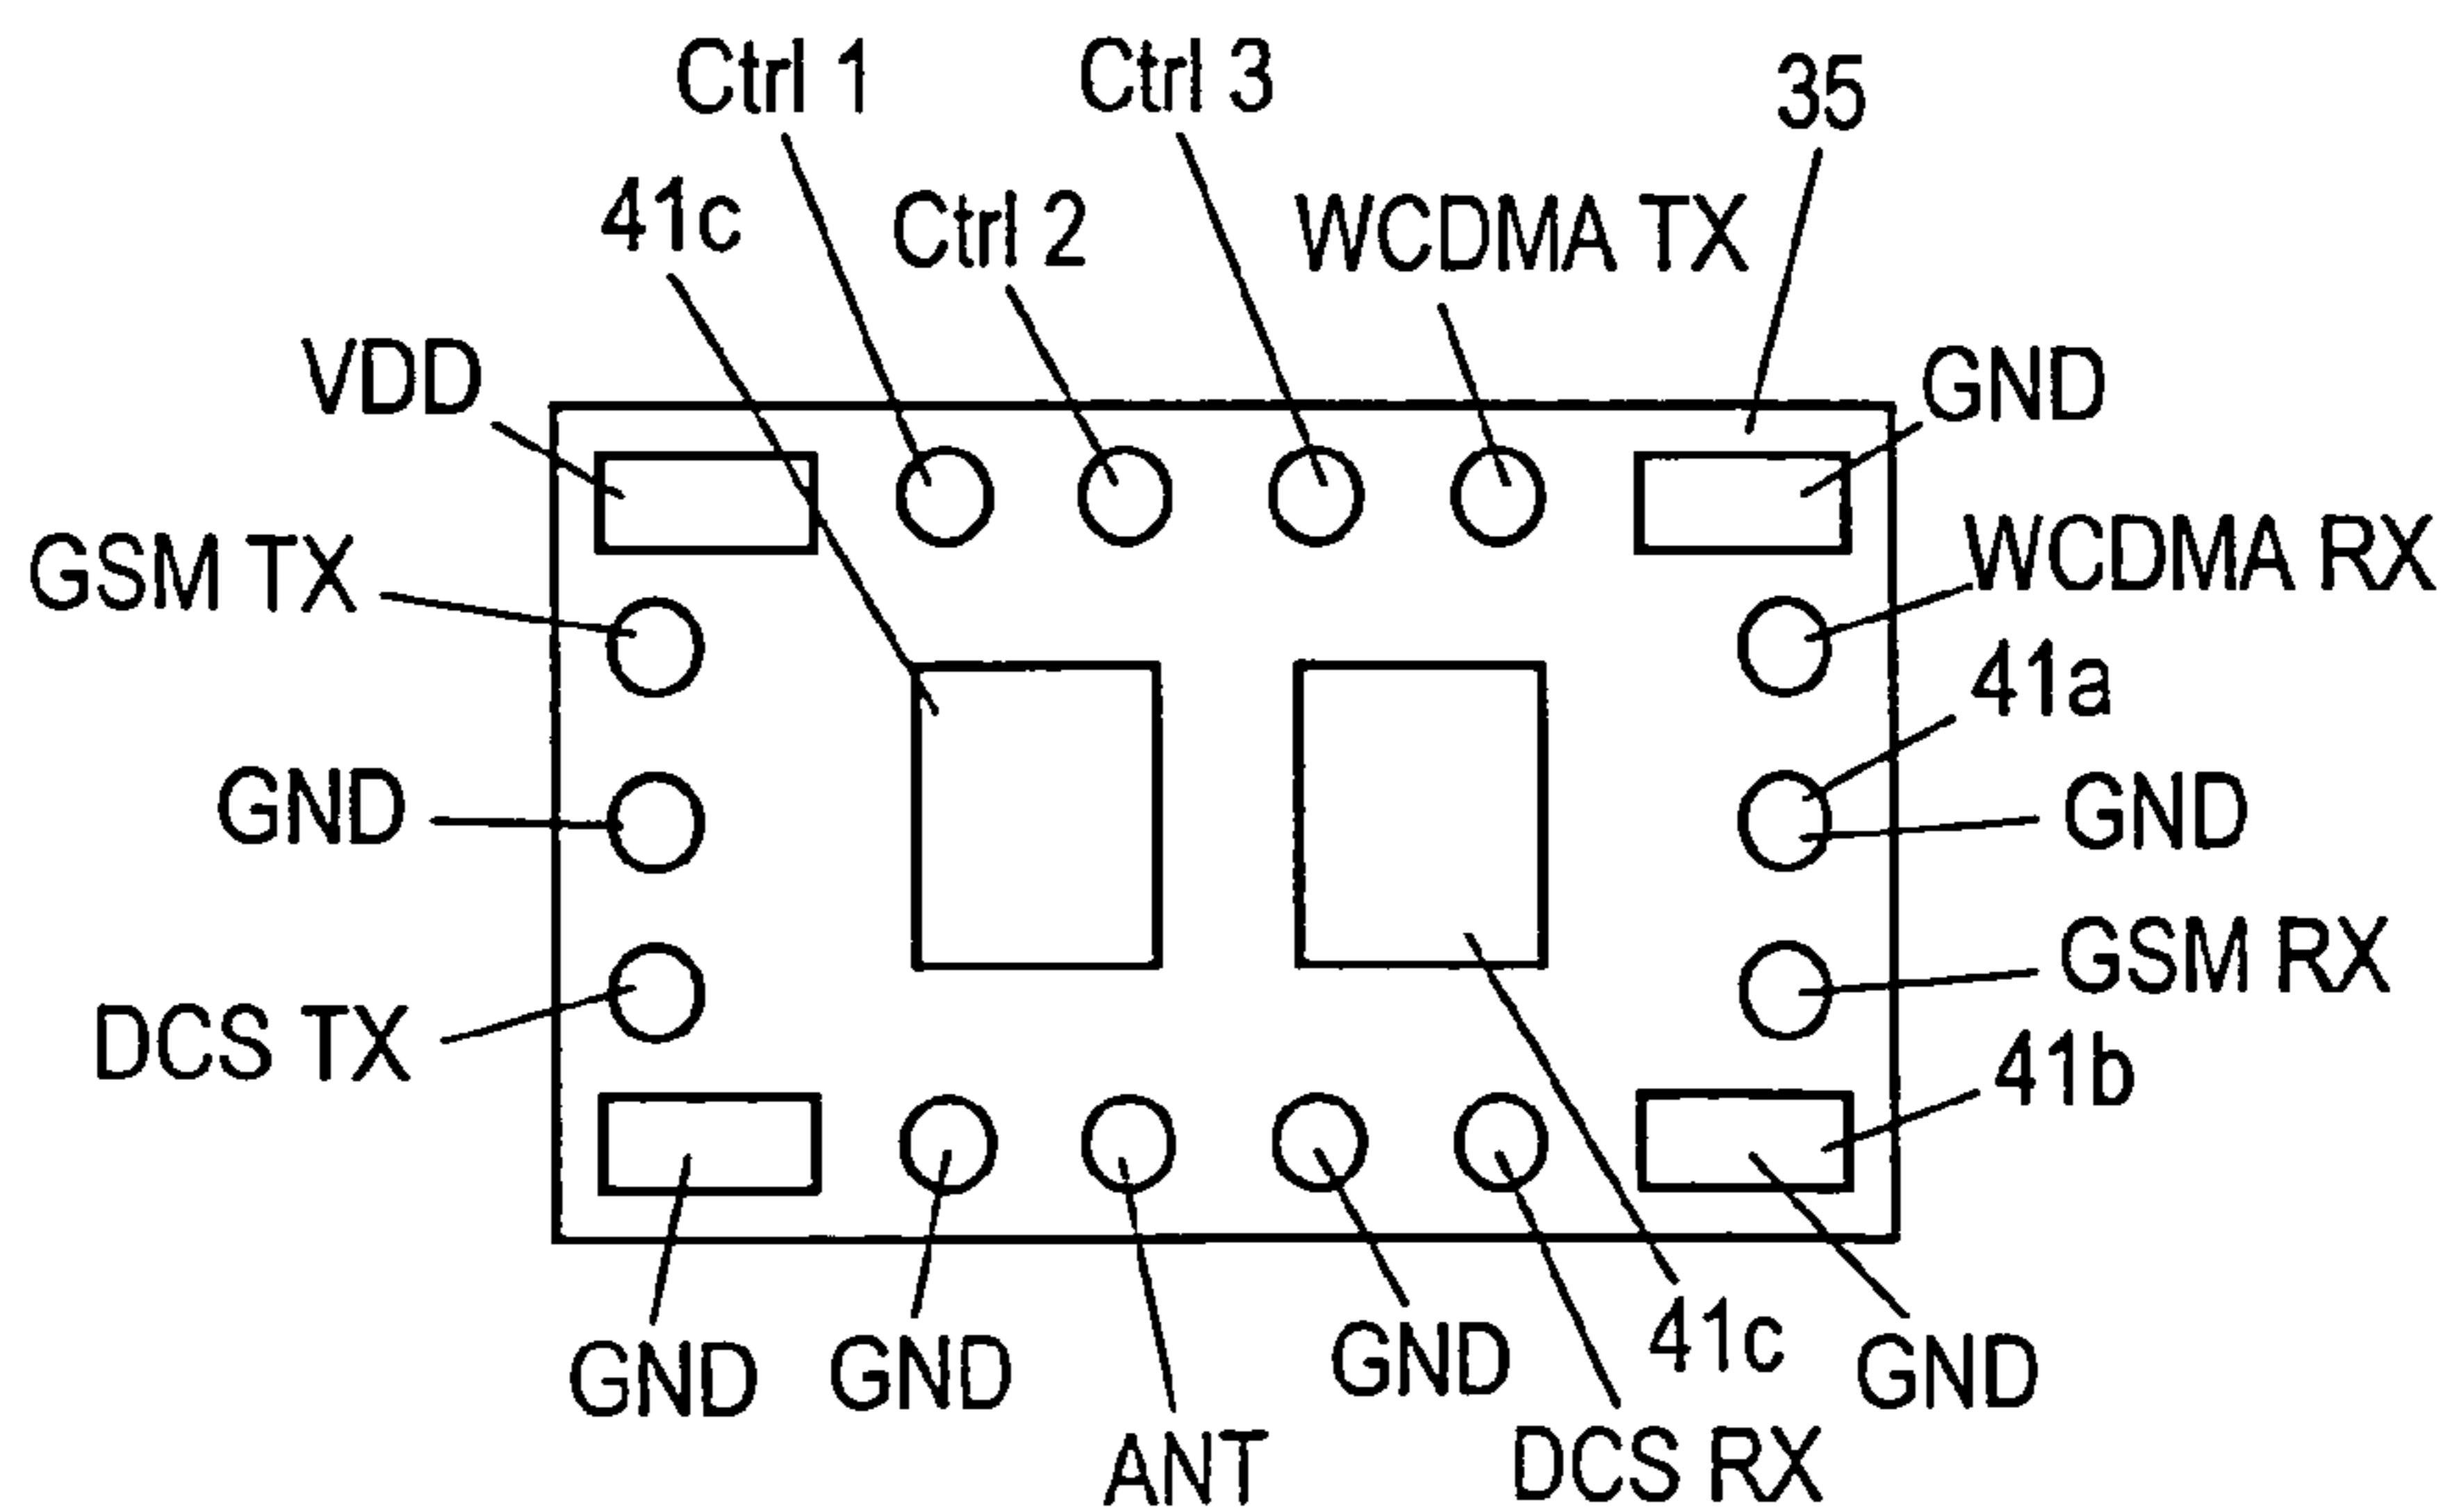 Ctrl 1
Ctrl 3
35
41c
Ctrl 2
WCDMA TX
VDD
GND
GSM TX
WCDMA RX
41a
GND
GND
GSM RX
DCS TX
41b
GND
GND
GND
41c
GND
ANT
DCS RX